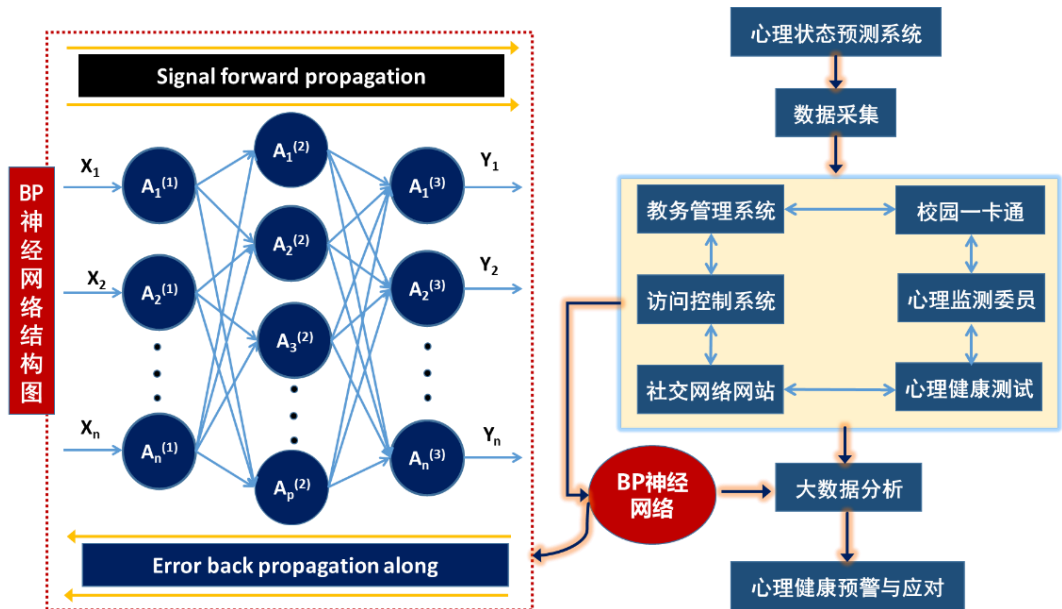 BP神经网络结构图
Signal forward propagation
X₁
A₁⁽¹⁾
A₁⁽²⁾
A₁⁽³⁾
Y₁
A₂⁽²⁾
X₂
A₂⁽¹⁾
A₂⁽³⁾
Y₂
A₃⁽²⁾
Xₙ
Aₙ⁽¹⁾
Aₚ⁽²⁾
Aₙ⁽³⁾
Yₙ
Error back propagation along
心理状态预测系统
数据采集
教务管理系统
校园一卡通
访问控制系统
心理监测委员
社交网络网站
心理健康测试
BP神经
网络
大数据分析
心理健康预警与应对